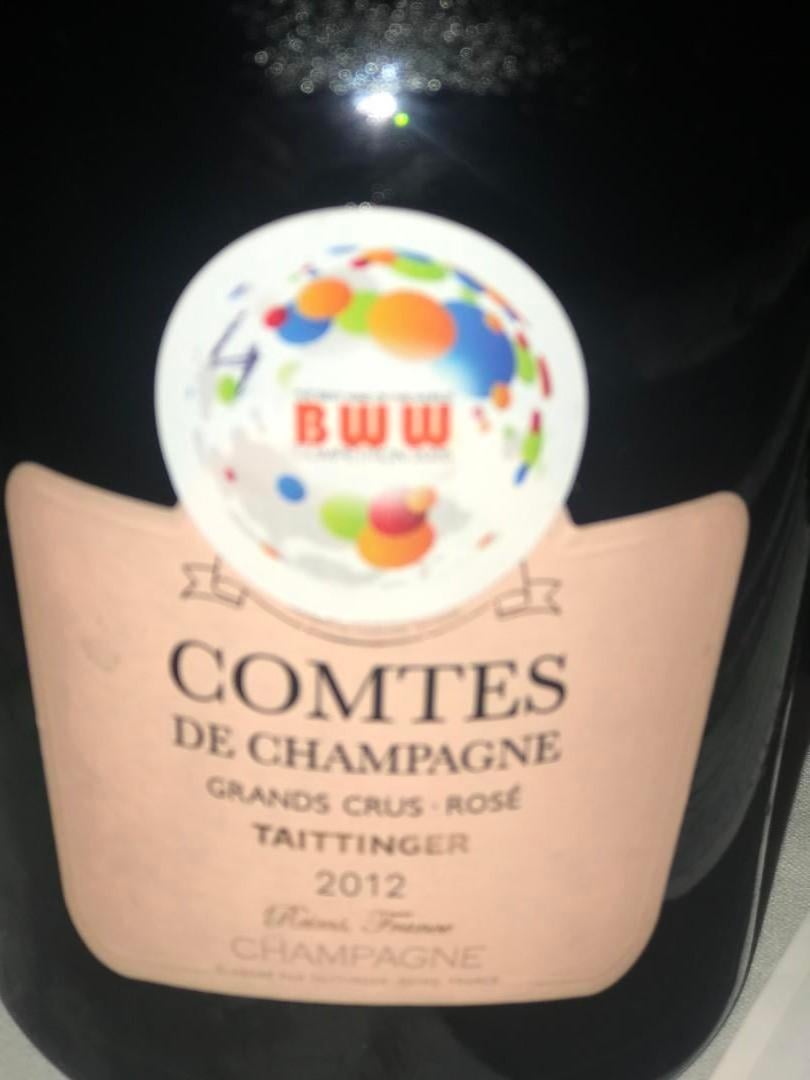 BWW
COMTES
DE CHAMPAGNE
GRANDS CRUS · ROSÉ
TAITTINGER
2012
Reims, France
CHAMPAGNE